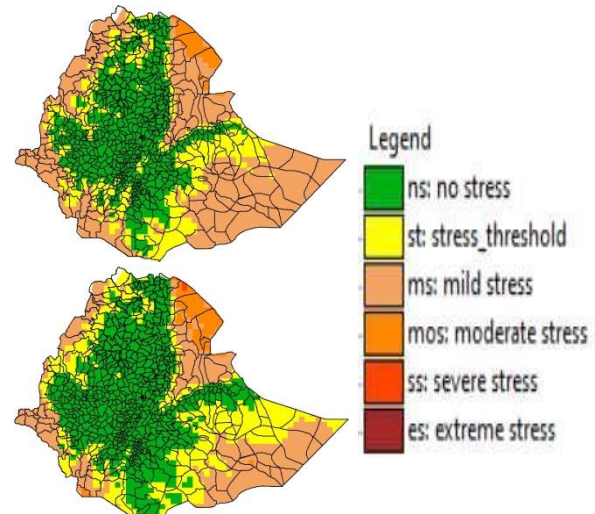 Legend
ns: no stress
st: stress_threshold
ms: mild stress
mos: moderate stress
ss: severe stress
es: extreme stress